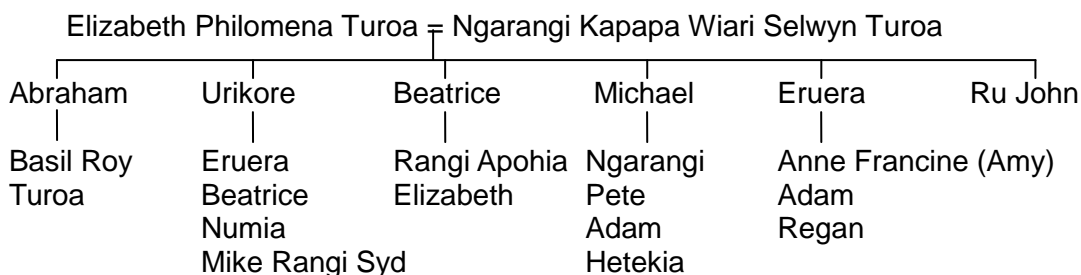 Elizabeth Philomena Turoa = Ngarangi Kapapa Wiari Selwyn Turoa
Abraham Urikore Beatrice Michael Eruera Ru John
Basil Roy Eruera Rangi Apohia Ngarangi Anne Francine (Amy)
Turoa Beatrice Elizabeth Pete Adam
Numia Adam Regan
Mike Rangi Syd Hetekia